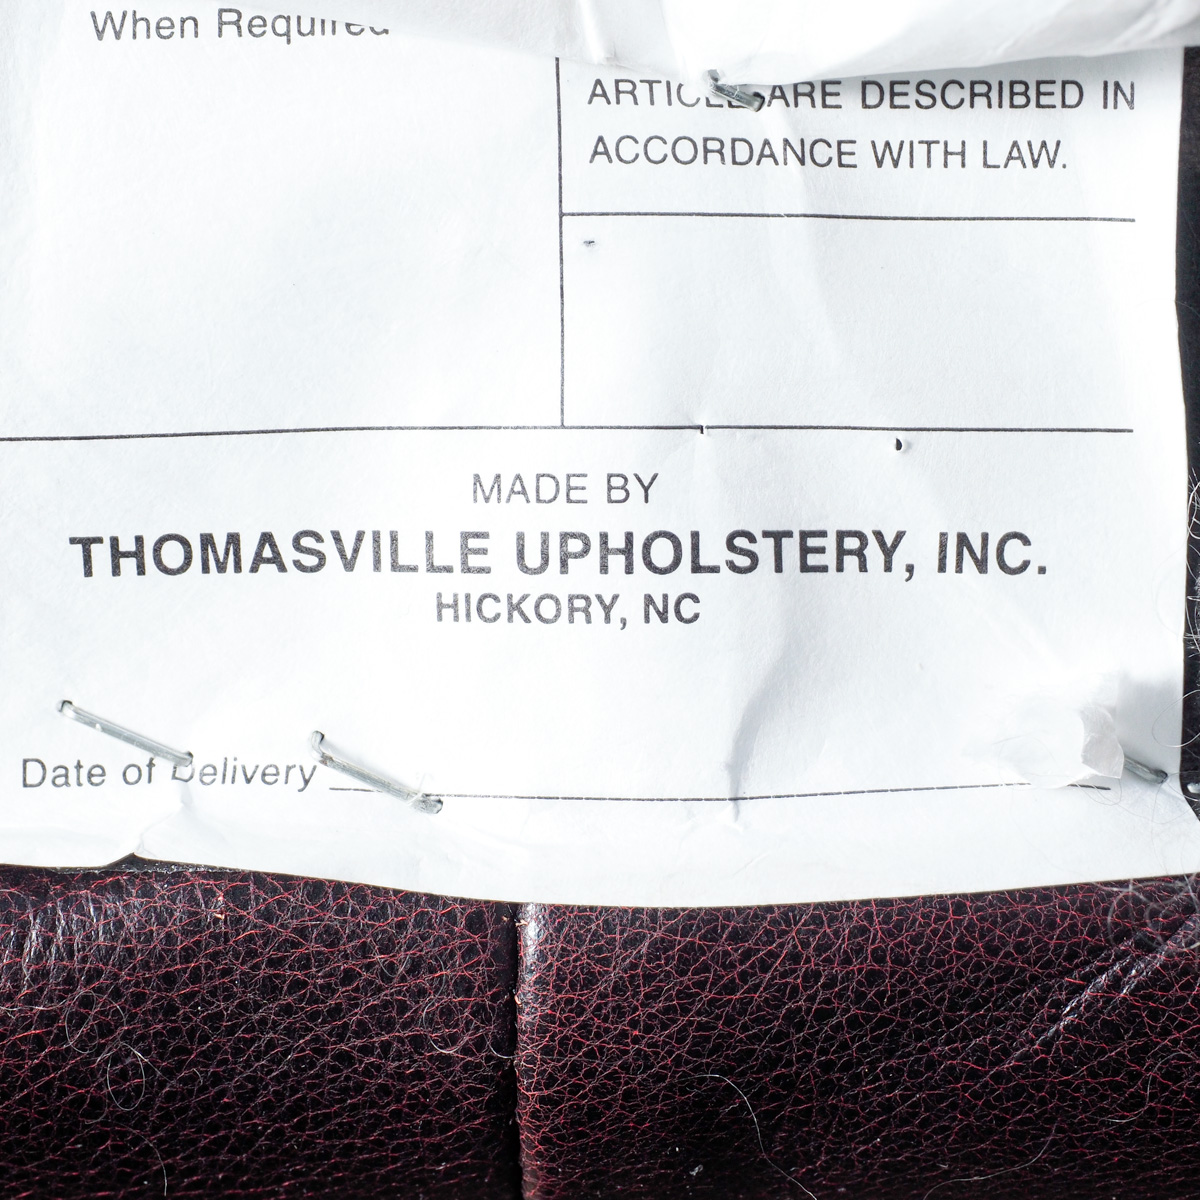 When Required
ARTICLES ARE DESCRIBED IN
ACCORDANCE WITH LAW.
MADE BY
THOMASVILLE UPHOLSTERY, INC.
HICKORY, NC
Date of Delivery